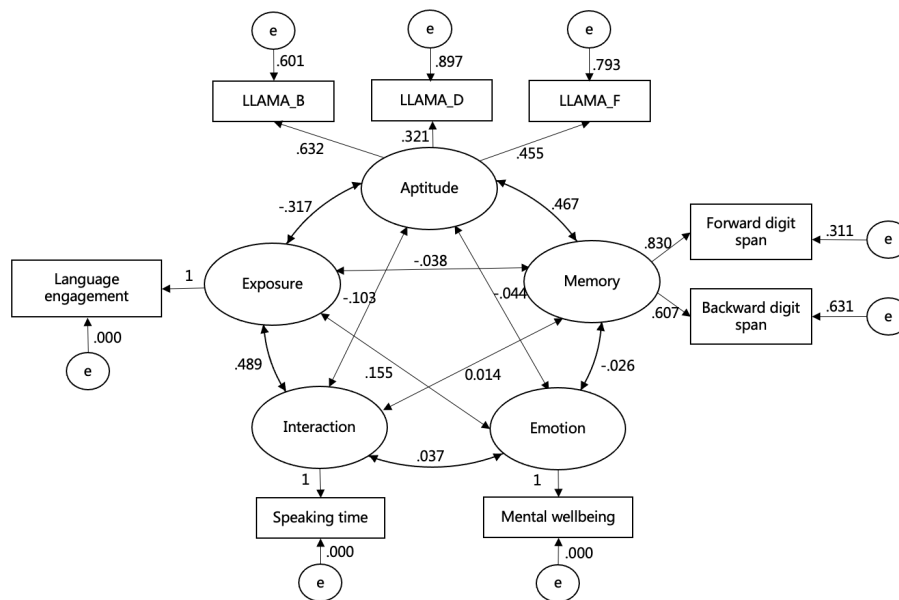 e
e
e
.601
.897
.793
LLAMA_B
LLAMA_D
LLAMA_F
.632
.321
.455
Aptitude
-.317
.467
Forward digit
span
.311
e
.830
Language
engagement
1
Exposure
-.038
Memory
-.103
-.044
.607
Backward digit
span
.631
e
.000
e
.489
.155
0.014
-.026
Interaction
Emotion
.037
1
1
Speaking time
Mental wellbeing
.000
.000
e
e